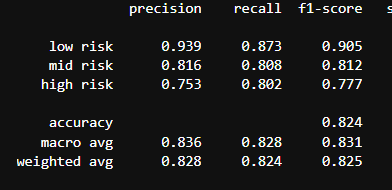 precision recall f1-score s
low risk 0.939 0.873 0.905
mid risk 0.816 0.808 0.812
high risk 0.753 0.802 0.777
accuracy 0.824
macro avg 0.836 0.828 0.831
weighted avg 0.828 0.824 0.825